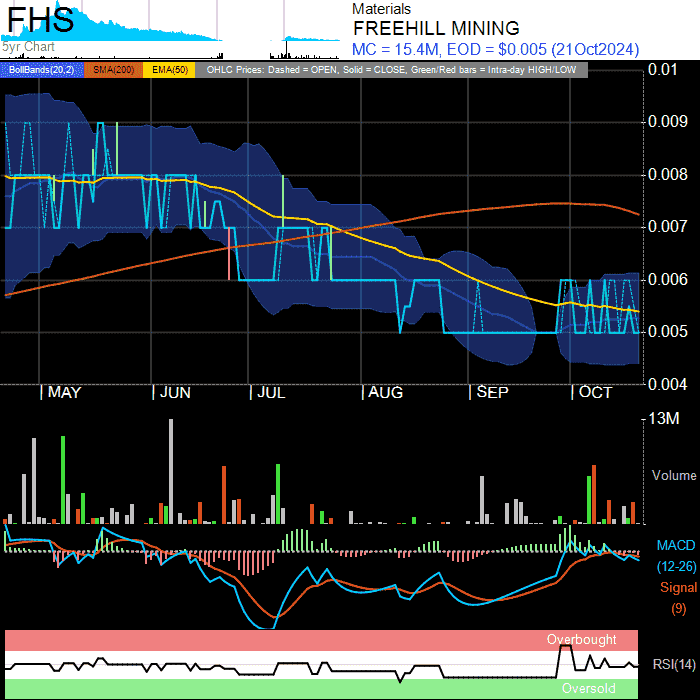 FHS
5yr Chart
Materials
FREEHILL MINING
MC = 15.4M, EOD = $0.005 (21Oct2024)
BollBands(20,2) SMA(200) EMA(50) OHLC Prices: Dashed = OPEN, Solid = CLOSE, Green/Red bars = Intra-day HIGH/LOW
0.01
0.009
0.008
0.007
0.006
0.005
0.004
MAY JUN JUL AUG SEP OCT
13M
Volume
MACD
(12-26)
Signal
(9)
Overbought
RSI(14)
Oversold